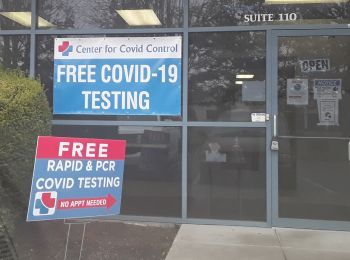 SUITE 110
Center for Covid Control
FREE COVID-19
TESTING
OPEN
NOTICE
FREE
RAPID & PCR
COVID TESTING
NO APPT NEEDED